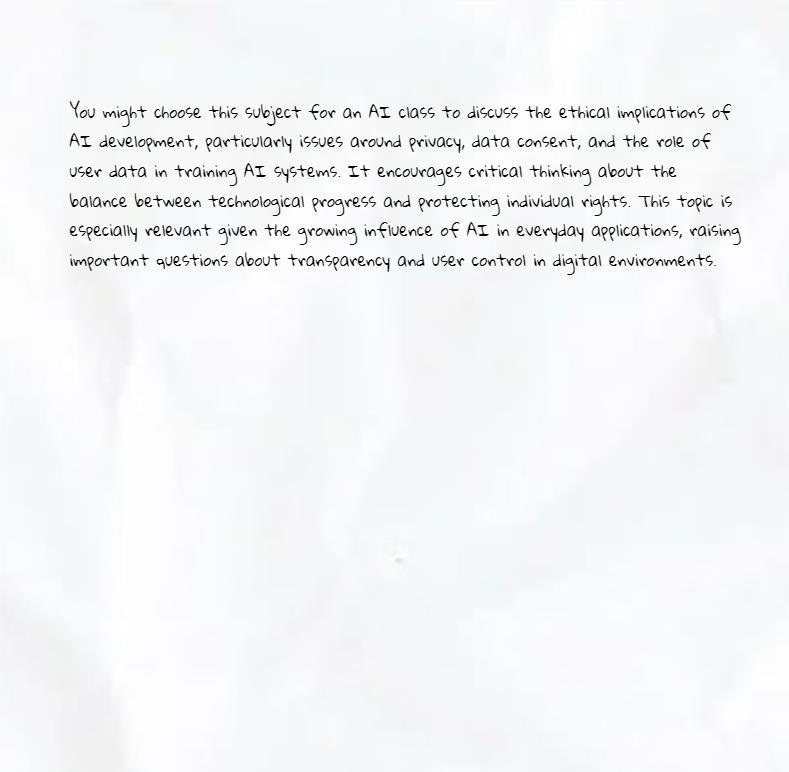 You might choose this subject for an AI class to discuss the ethical implications of
AI development, particularly issues around privacy, data consent, and the role of
user data in training AI systems. It encourages critical thinking about the
balance between technological progress and protecting individual rights. This topic is
especially relevant given the growing influence of AI in everyday applications, raising
important questions about transparency and user control in digital environments.